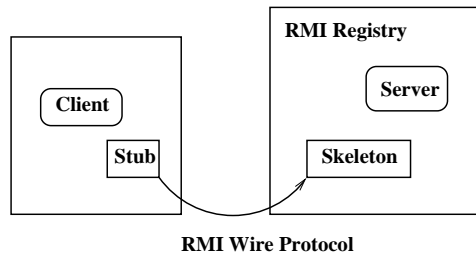 RMI Registry
Client
Server
Stub
Skeleton
RMI Wire Protocol